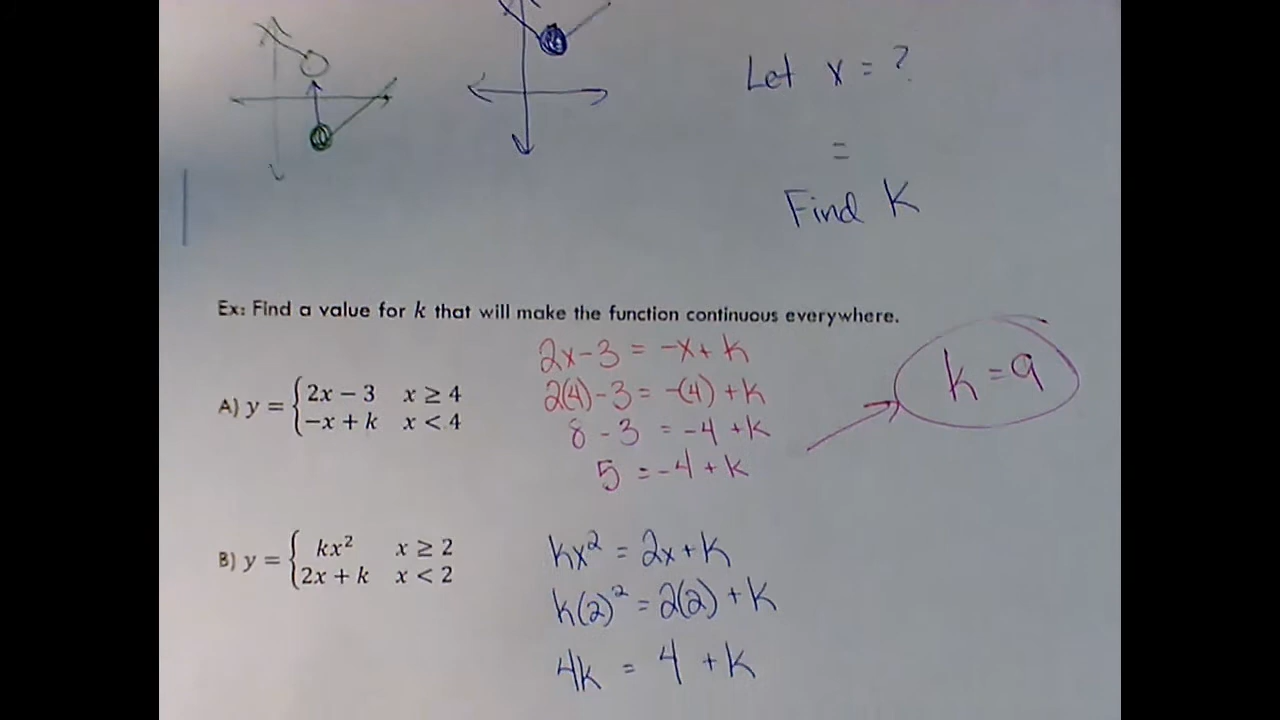 Let x = ?
=
Find K
Ex: Find a value for k that will make the function continuous everywhere.
2x - 3 = -x + k
A) y = { 2x − 3 x ≥ 4
−x + k x < 4
2(4) - 3 = -(4) + k
8 - 3 = -4 + k
5 = -4 + k
k = 9
B) y = { kx² x ≥ 2
2x + k x < 2
kx² = 2x + k
k(2)² = 2(2) + k
4k = 4 + k